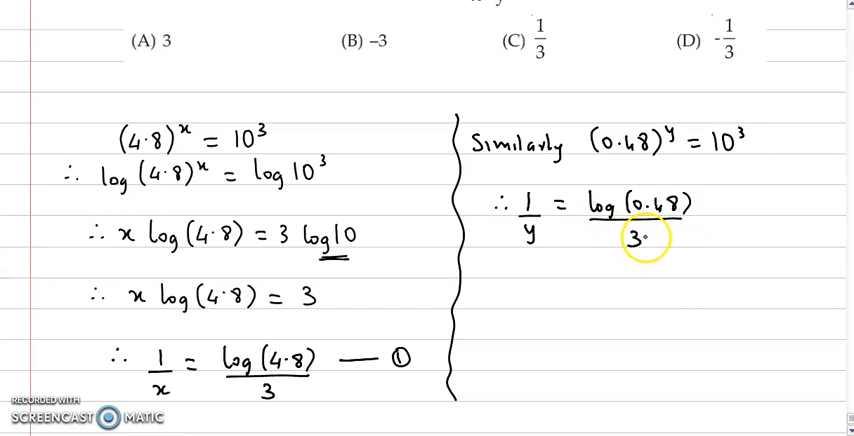 (A) 3 (B) –3 (C) 1/3 (D) -1/3
(4.8)^x = 10^3
∴ log (4.8)^x = log 10^3
∴ x log (4.8) = 3 log10
∴ x log (4.8) = 3
∴ 1/x = log (4.8)/3 — ①
Similarly (0.48)^y = 10^3
∴ 1/y = log (0.48)/3
RECORDED WITH
SCREENCAST MATIC